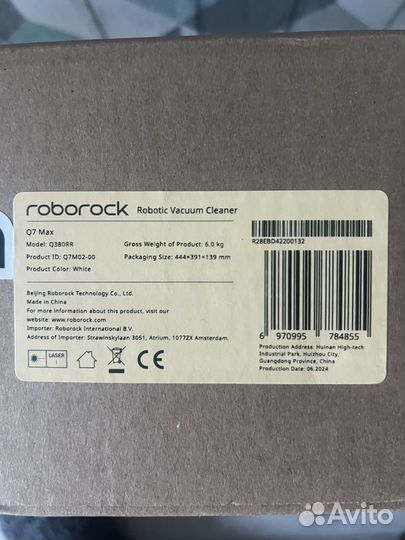 roborock Robotic Vacuum Cleaner
Q7 Max
Model: Q380RR Gross Weight of Product: 6.0 kg
Product ID: Q7M02-00 Packaging Size: 444×391×139 mm
Product Color: White
R28EBD42200132
Beijing Roborock Technology Co., Ltd.
Made in China
For more information about this product, visit our
website: www.roborock.com
Importer: Roborock International B.V.
Address of Importer: Strawinskylaan 3051, Atrium, 1077ZX Amsterdam.
LASER
1
CE
6 970995 784855
Production Address: Huinan High-tech
Industrial Park, Huizhou City,
Guangdong Province, China
Production Date: 06.2024
Avito